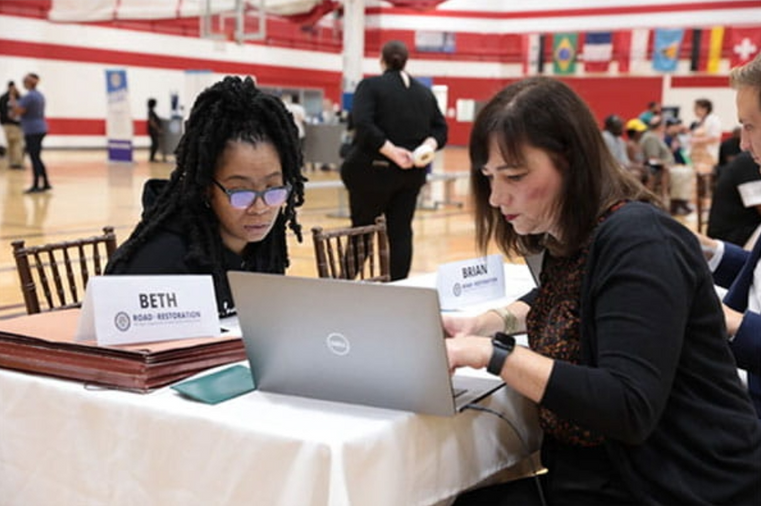 BETH
ROAD TO RESTORATION
BRIAN
ROAD TO RESTORATION
DELL